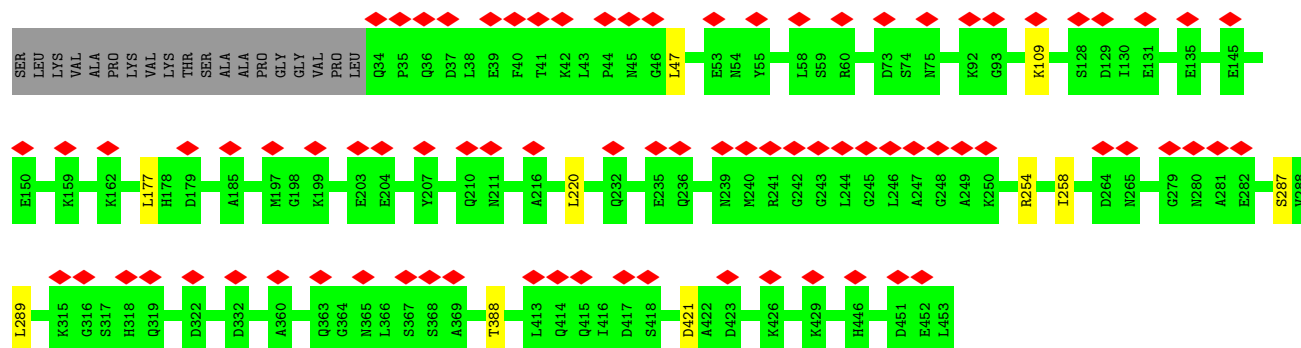 SER LEU LYS VAL ALA PRO LYS VAL LYS THR SER ALA ALA PRO GLY GLY VAL PRO LEU Q34 P35 Q36 D37 L38 E39 F40 T41 K42 L43 P44 N45 G46 L47 E53 N54 Y55 L58 S59 R60 D73 S74 N75 K92 G93 K109 S128 D129 I130 E131 E135 E145
E150 K159 K162 L177 H178 D179 A185 M197 G198 K199 E203 E204 Y207 Q210 N211 A216 L220 Q232 E235 Q236 N239 M240 R241 G242 G243 L244 G245 L246 A247 G248 A249 K250 R254 I258 D264 N265 G279 N280 A281 E282 S287 V288
L289 K315 G316 S317 H318 Q319 D322 D332 A360 Q363 G364 N365 L366 S367 S368 A369 T388 L413 Q414 Q415 I416 D417 S418 D421 A422 D423 K426 K429 H446 D451 E452 L453